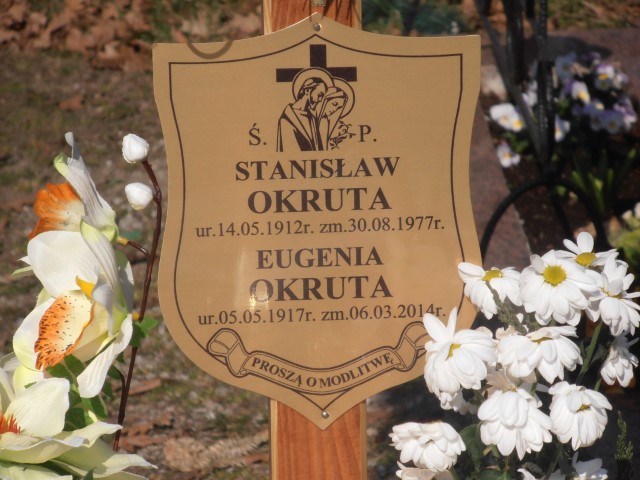 Ś. P.
STANISŁAW
OKRUTA
ur.14.05.1912r. zm.30.08.1977r.
EUGENIA
OKRUTA
ur.05.05.1917r. zm.06.03.2014r.
PROSZĄ O MODLITWĘ